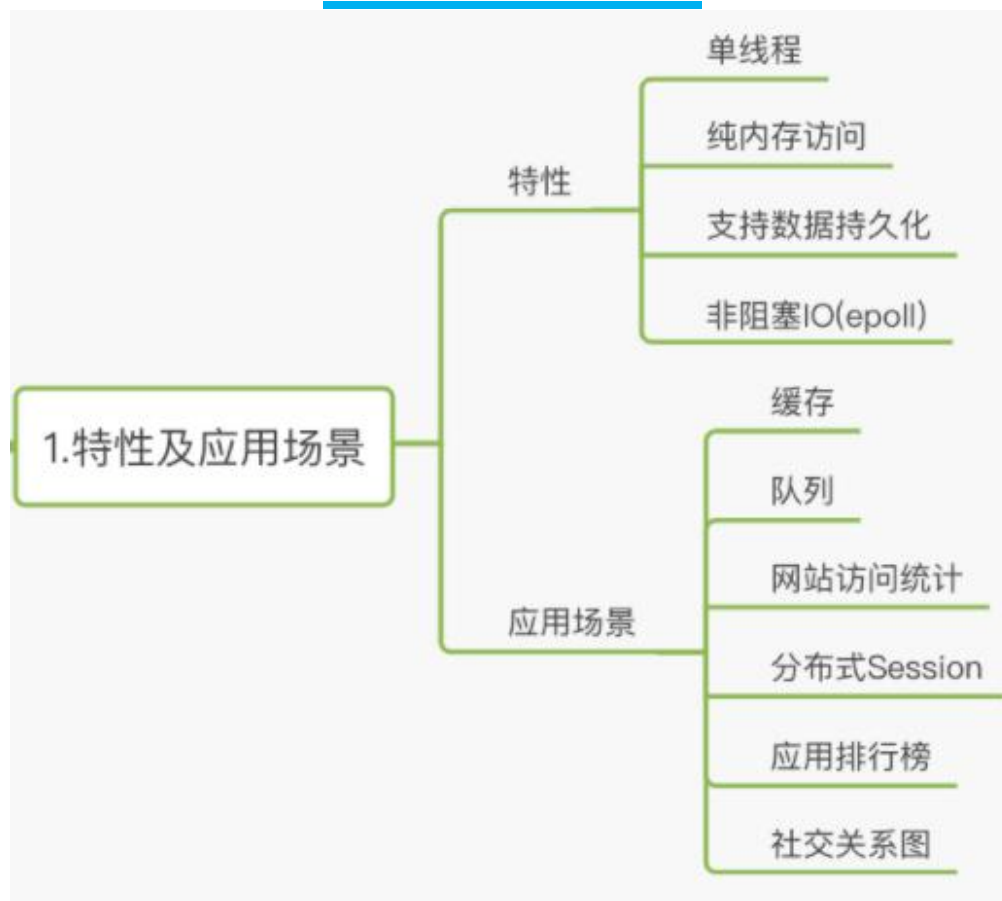 1.特性及应用场景
特性
单线程
纯内存访问
支持数据持久化
非阻塞IO(epoll)
应用场景
缓存
队列
网站访问统计
分布式Session
应用排行榜
社交关系图